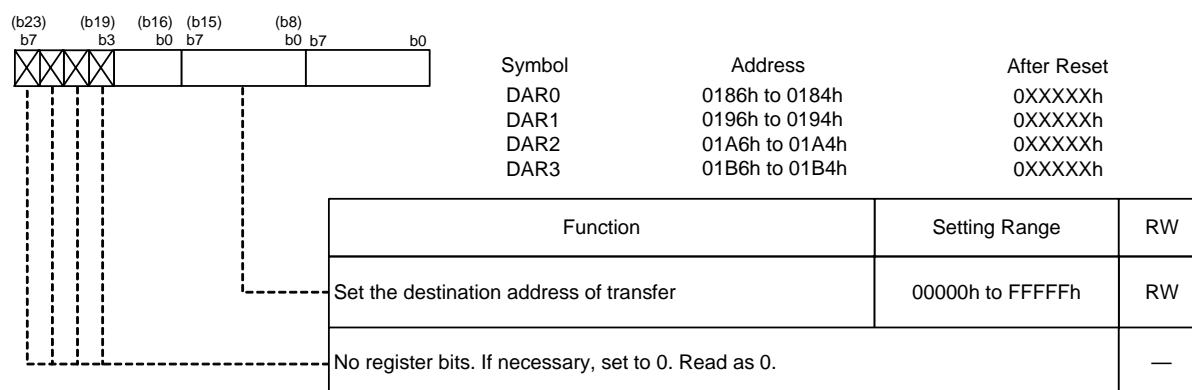 (b23) (b19) (b16) (b15) (b8)
b7 b3 b0 b7 b0 b7 b0
Symbol Address After Reset
DAR0 0186h to 0184h 0XXXXXh
DAR1 0196h to 0194h 0XXXXXh
DAR2 01A6h to 01A4h 0XXXXXh
DAR3 01B6h to 01B4h 0XXXXXh
Function Setting Range RW
Set the destination address of transfer 00000h to FFFFFh RW
No register bits. If necessary, set to 0. Read as 0. —